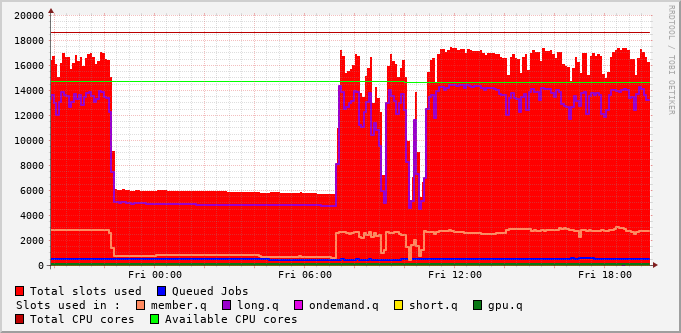 20000
18000
16000
14000
12000
10000
8000
6000
4000
2000
0
Fri 00:00 Fri 06:00 Fri 12:00 Fri 18:00
RRDTOOL / TOBI OETIKER
Total slots used Queued Jobs
Slots used in : member.q long.q ondemand.q short.q gpu.q
Total CPU cores Available CPU cores